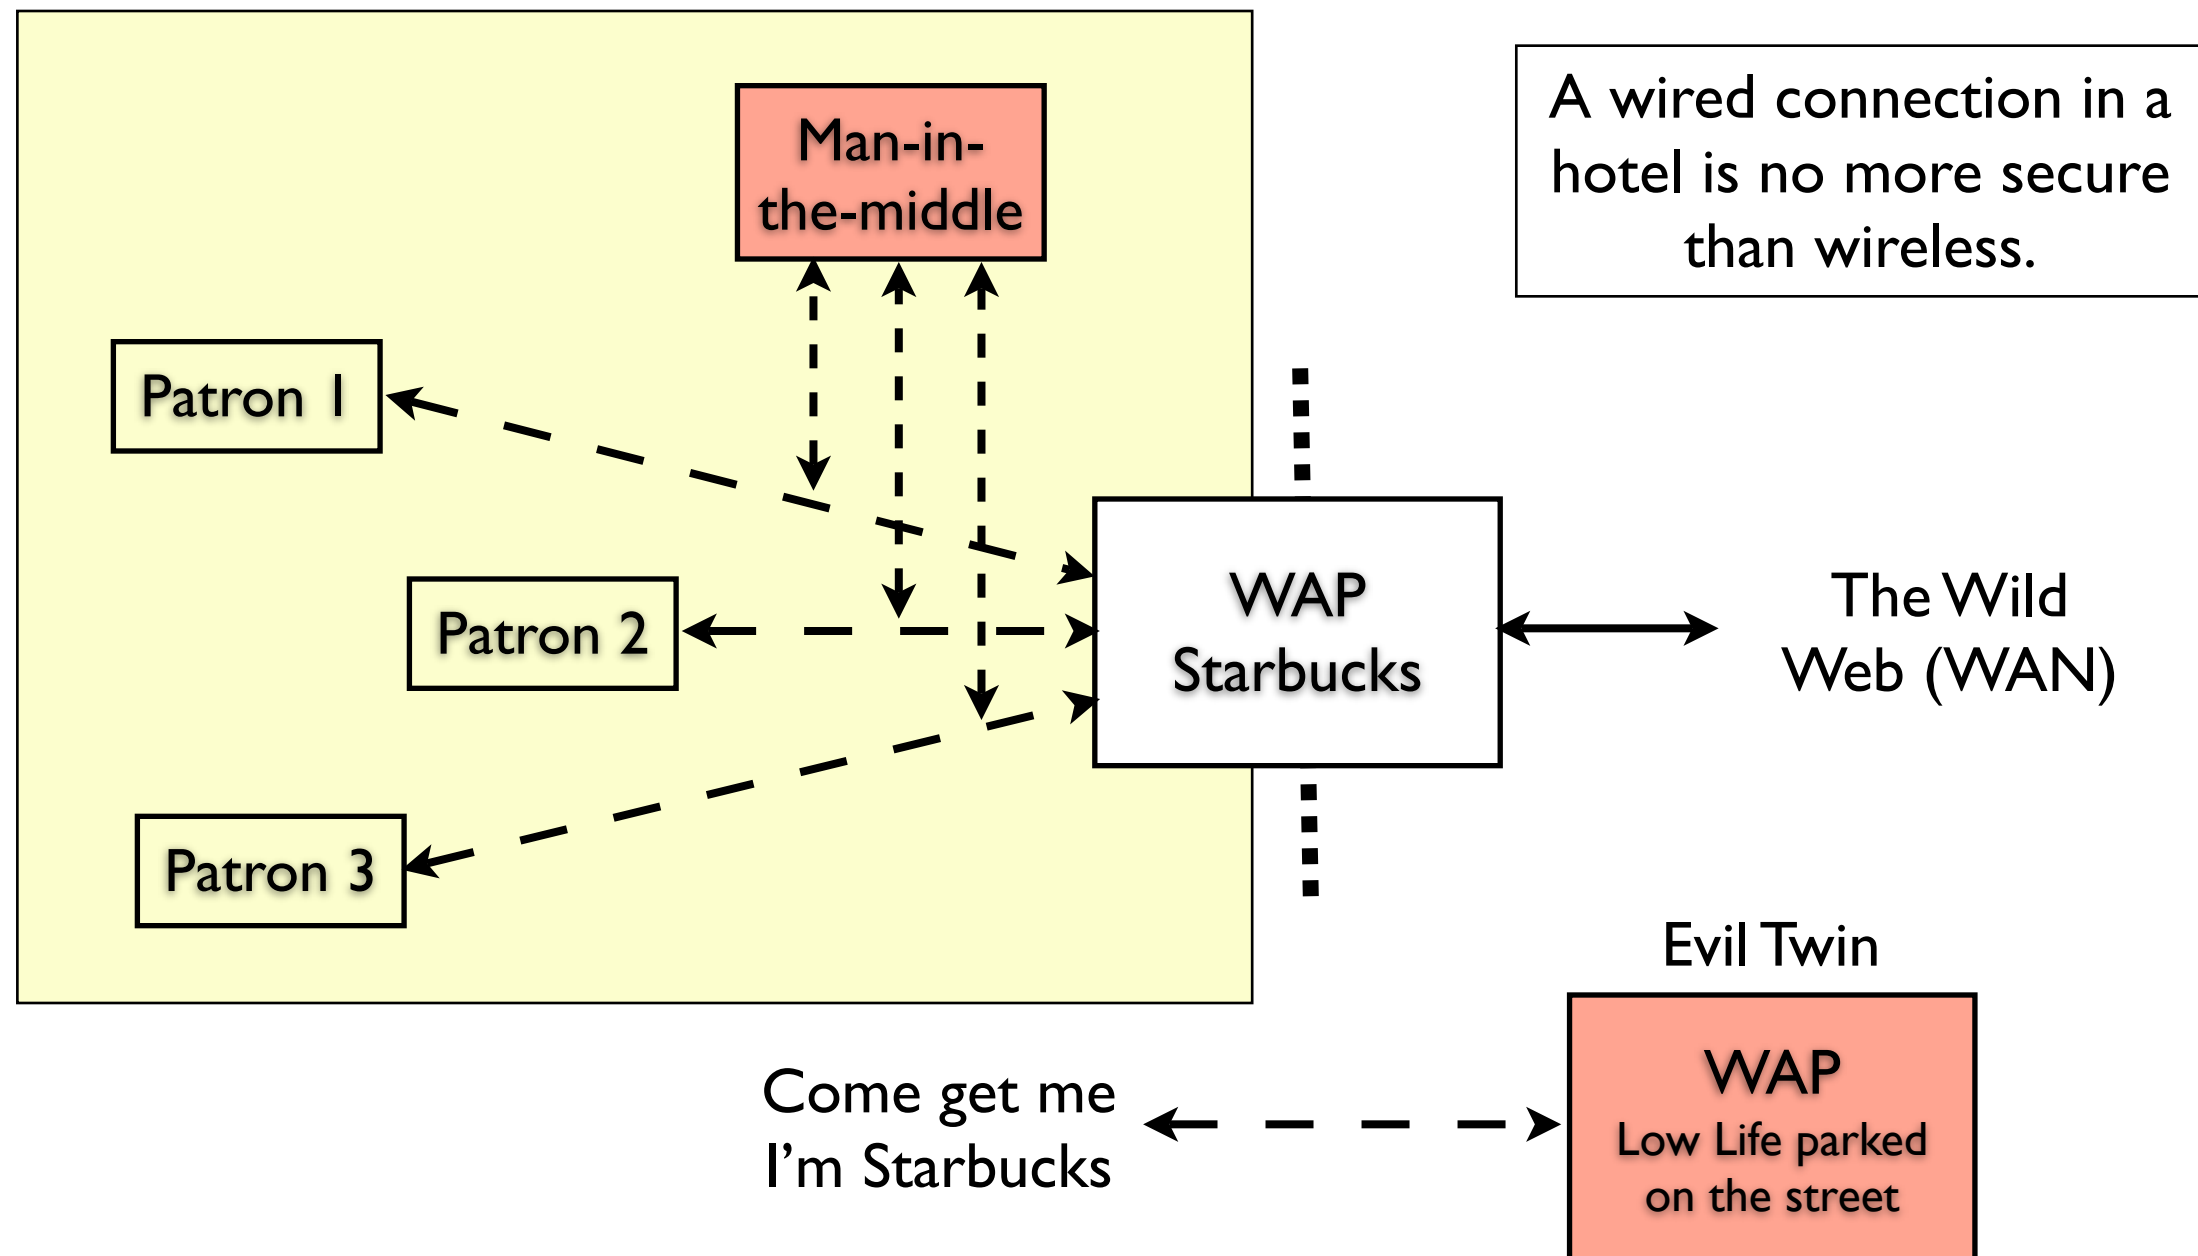 Man-in-
the-middle
A wired connection in a
hotel is no more secure
than wireless.
Patron 1
Patron 2
Patron 3
WAP
Starbucks
The Wild
Web (WAN)
Evil Twin
WAP
Low Life parked
on the street
Come get me
I'm Starbucks